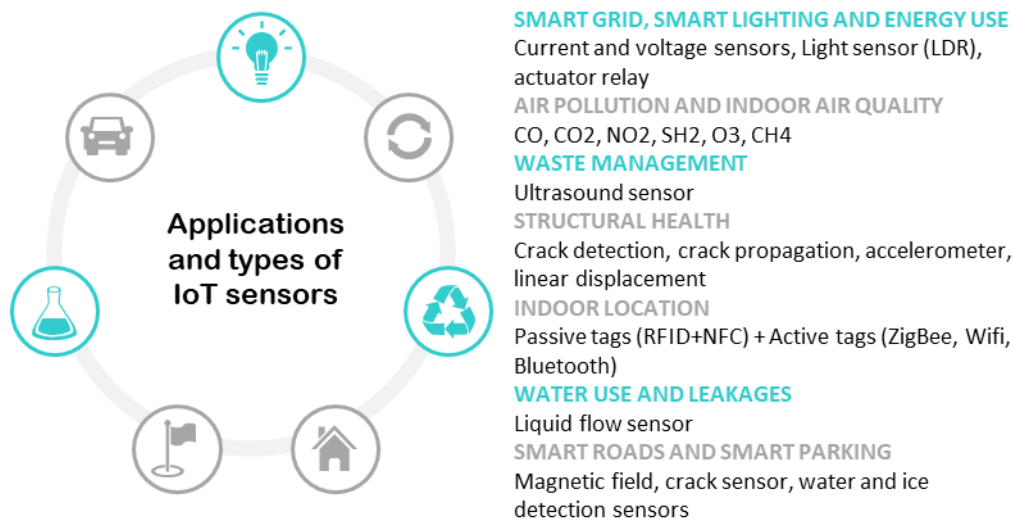 Applications
and types of
IoT sensors
SMART GRID, SMART LIGHTING AND ENERGY USE
Current and voltage sensors, Light sensor (LDR),
actuator relay
AIR POLLUTION AND INDOOR AIR QUALITY
CO, CO2, NO2, SH2, O3, CH4
WASTE MANAGEMENT
Ultrasound sensor
STRUCTURAL HEALTH
Crack detection, crack propagation, accelerometer,
linear displacement
INDOOR LOCATION
Passive tags (RFID+NFC) + Active tags (ZigBee, Wifi,
Bluetooth)
WATER USE AND LEAKAGES
Liquid flow sensor
SMART ROADS AND SMART PARKING
Magnetic field, crack sensor, water and ice
detection sensors